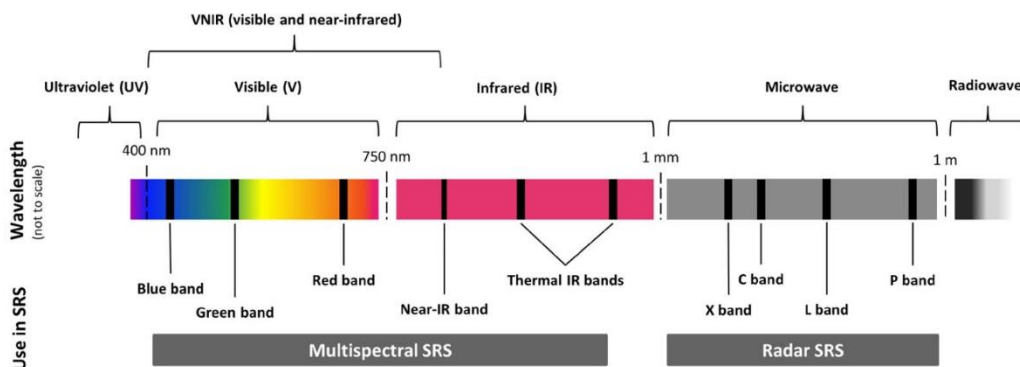 VNIR (visible and near-infrared)
Ultraviolet (UV)
Visible (V)
Infrared (IR)
Microwave
Radiowave
400 nm
750 nm
1 mm
1 m
Wavelength
(not to scale)
Blue band
Green band
Red band
Near-IR band
Thermal IR bands
X band
C band
L band
P band
Use in SRS
Multispectral SRS
Radar SRS